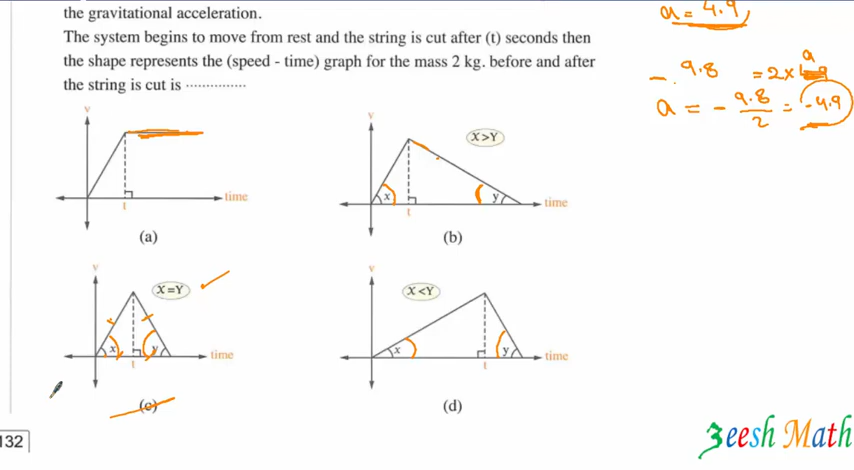 the gravitational acceleration.
The system begins to move from rest and the string is cut after (t) seconds then
the shape represents the (speed - time) graph for the mass 2 kg. before and after
the string is cut is ...............
a = 4.9
- 9.8 = 2 x a
a = - 9.8 / 2 = -4.9
v
time
t
(a)
v
X>Y
x
y
time
t
(b)
v
X=Y
x
y
time
t
(c)
v
X<Y
x
y
time
t
(d)
132
Zeesh Math